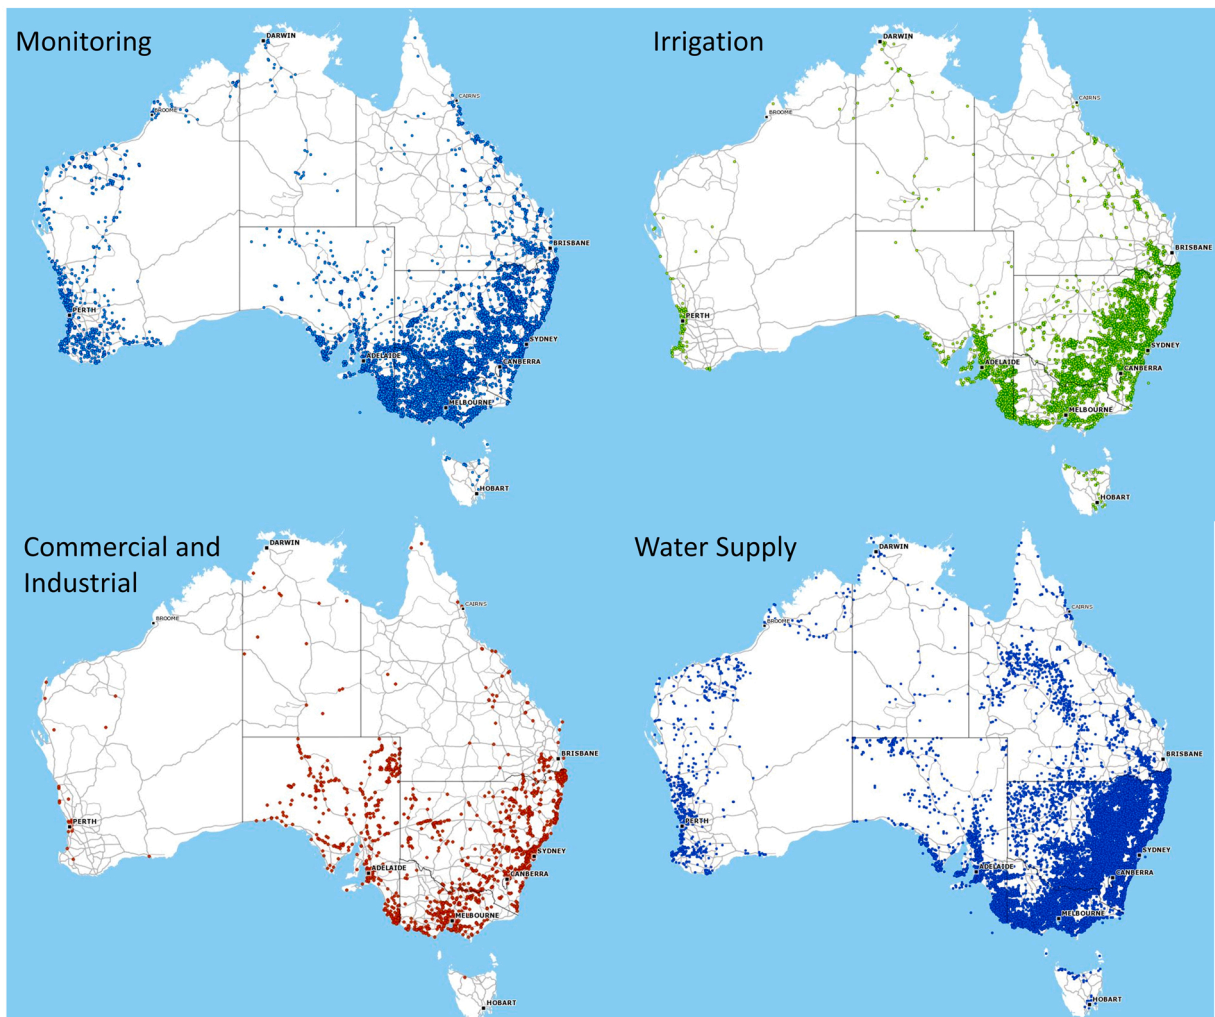 Monitoring
DARWIN
BROOME
CAIRNS
BRISBANE
PERTH
SYDNEY
ADELAIDE
CANBERRA
MELBOURNE
HOBART
Irrigation
DARWIN
BROOME
CAIRNS
BRISBANE
PERTH
SYDNEY
ADELAIDE
CANBERRA
MELBOURNE
HOBART
Commercial and
Industrial
DARWIN
BROOME
CAIRNS
BRISBANE
PERTH
SYDNEY
ADELAIDE
CANBERRA
MELBOURNE
HOBART
Water Supply
DARWIN
BROOME
CAIRNS
BRISBANE
PERTH
SYDNEY
ADELAIDE
CANBERRA
MELBOURNE
HOBART